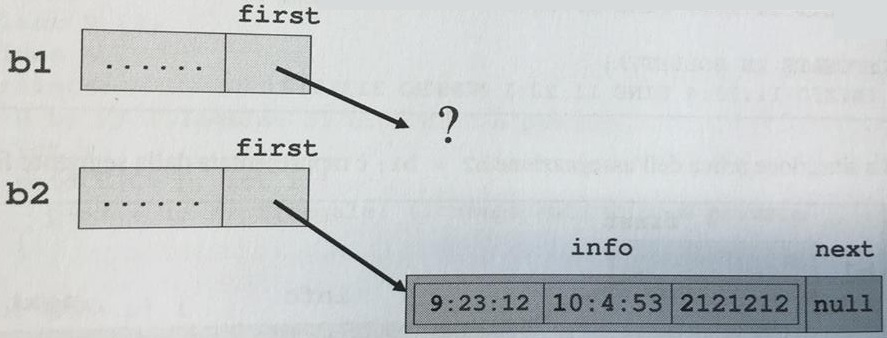 first
b1 ......
?
first
b2 ......
info next
9:23:12 10:4:53 2121212 null